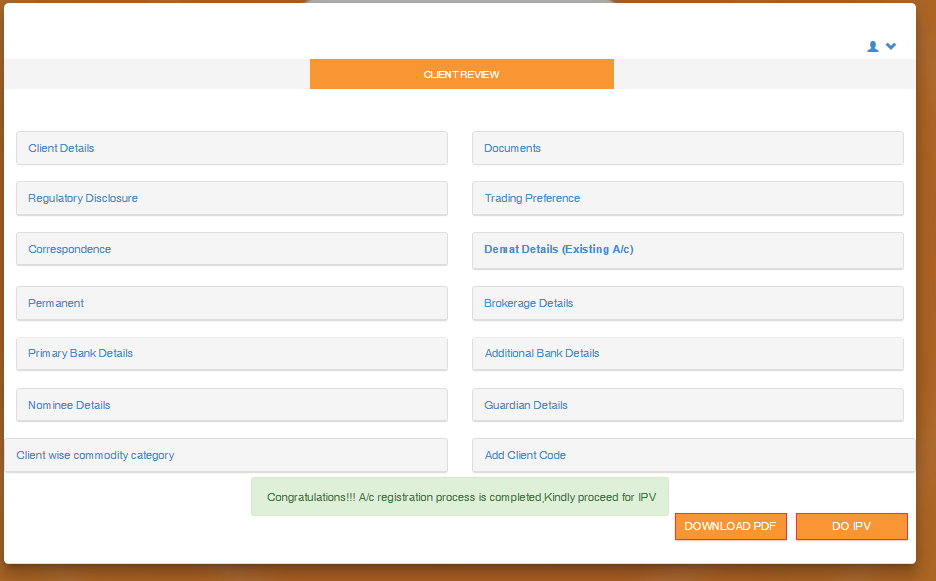 CLIENT REVIEW
Client Details
Documents
Regulatory Disclosure
Trading Preference
Correspondence
Demat Details (Existing A/c)
Permanent
Brokerage Details
Primary Bank Details
Additional Bank Details
Nominee Details
Guardian Details
Client wise commodity category
Add Client Code
Congratulations!!! A/c registration process is completed,Kindly proceed for IPV
DOWNLOAD PDF
DO IPV